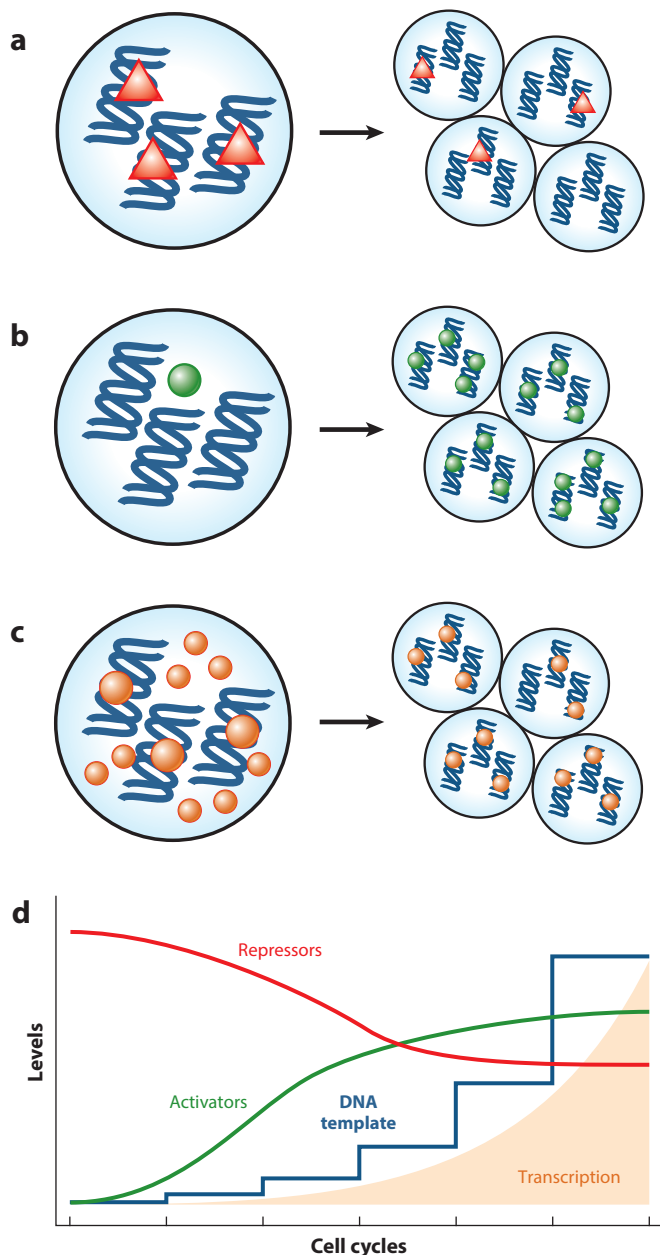 a
b
c
d
Repressors
Activators
DNA
template
Transcription
Levels
Cell cycles